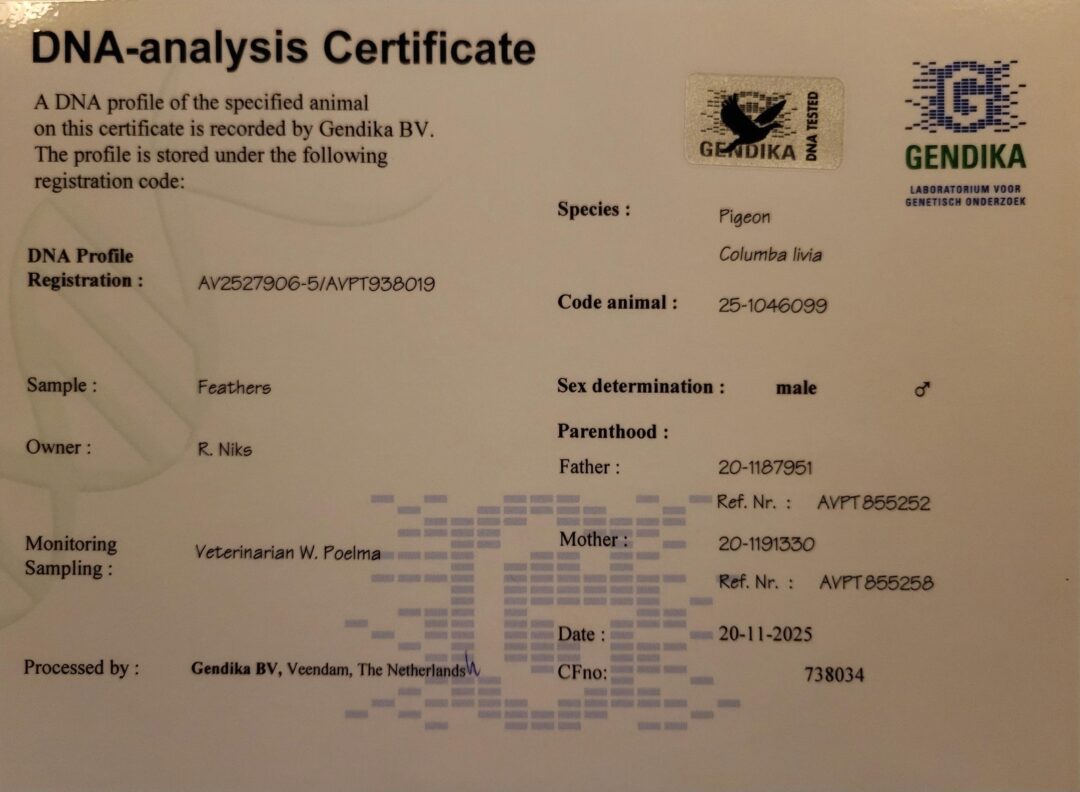 DNA-analysis Certificate
A DNA profile of the specified animal
on this certificate is recorded by Gendika BV.
The profile is stored under the following
registration code:
GENDIKA
DNA TESTED
GENDIKA
LABORATORIUM VOOR
GENETISCH ONDERZOEK
Species : Pigeon
Columba livia
DNA Profile
Registration : AV2527906-5/AVPT938019
Code animal : 25-1046099
Sample : Feathers
Sex determination : male ♂
Owner : R. Niks
Parenthood :
Father : 20-1187951
Ref. Nr. : AVPT855252
Monitoring
Sampling : Veterinarian W. Poelma
Mother : 20-1191330
Ref. Nr. : AVPT855258
Date : 20-11-2025
Processed by : Gendika BV, Veendam, The Netherlands
CFno: 738034